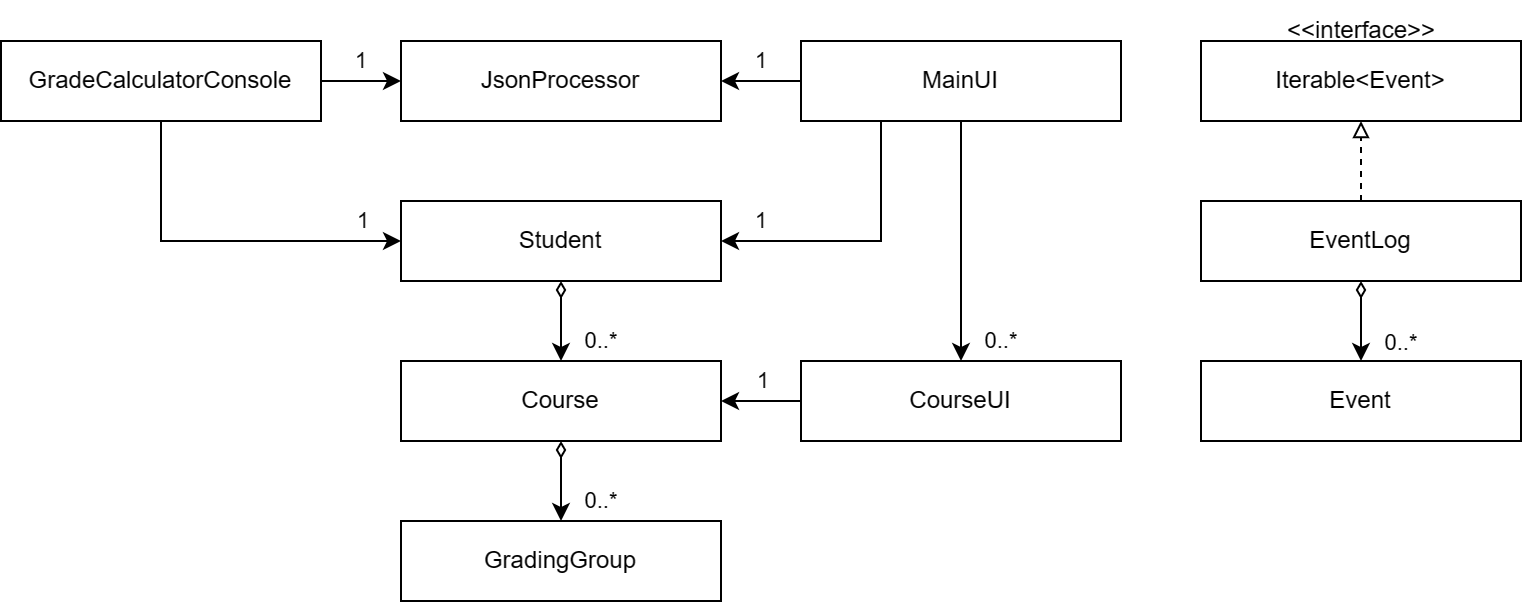 <<interface>>
GradeCalculatorConsole
1
JsonProcessor
1
MainUI
Iterable<Event>
1
Student
1
EventLog
0..*
0..*
0..*
Course
1
CourseUI
Event
0..*
GradingGroup